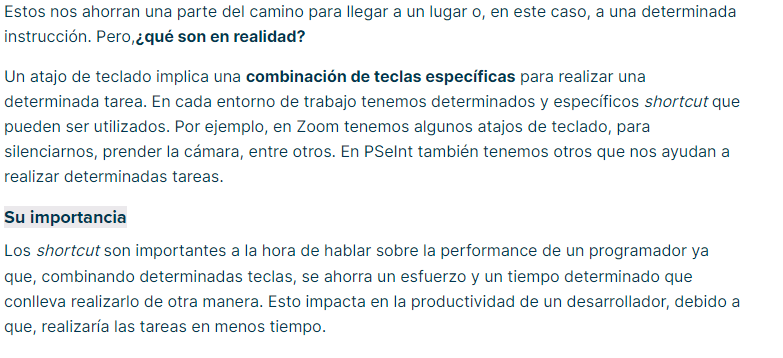 Estos nos ahorran una parte del camino para llegar a un lugar o, en este caso, a una determinada
instrucción. Pero,¿qué son en realidad?
Un atajo de teclado implica una combinación de teclas específicas para realizar una
determinada tarea. En cada entorno de trabajo tenemos determinados y específicos shortcut que
pueden ser utilizados. Por ejemplo, en Zoom tenemos algunos atajos de teclado, para
silenciarnos, prender la cámara, entre otros. En PSeInt también tenemos otros que nos ayudan a
realizar determinadas tareas.
Su importancia
Los shortcut son importantes a la hora de hablar sobre la performance de un programador ya
que, combinando determinadas teclas, se ahorra un esfuerzo y un tiempo determinado que
conlleva realizarlo de otra manera. Esto impacta en la productividad de un desarrollador, debido a
que, realizaría las tareas en menos tiempo.